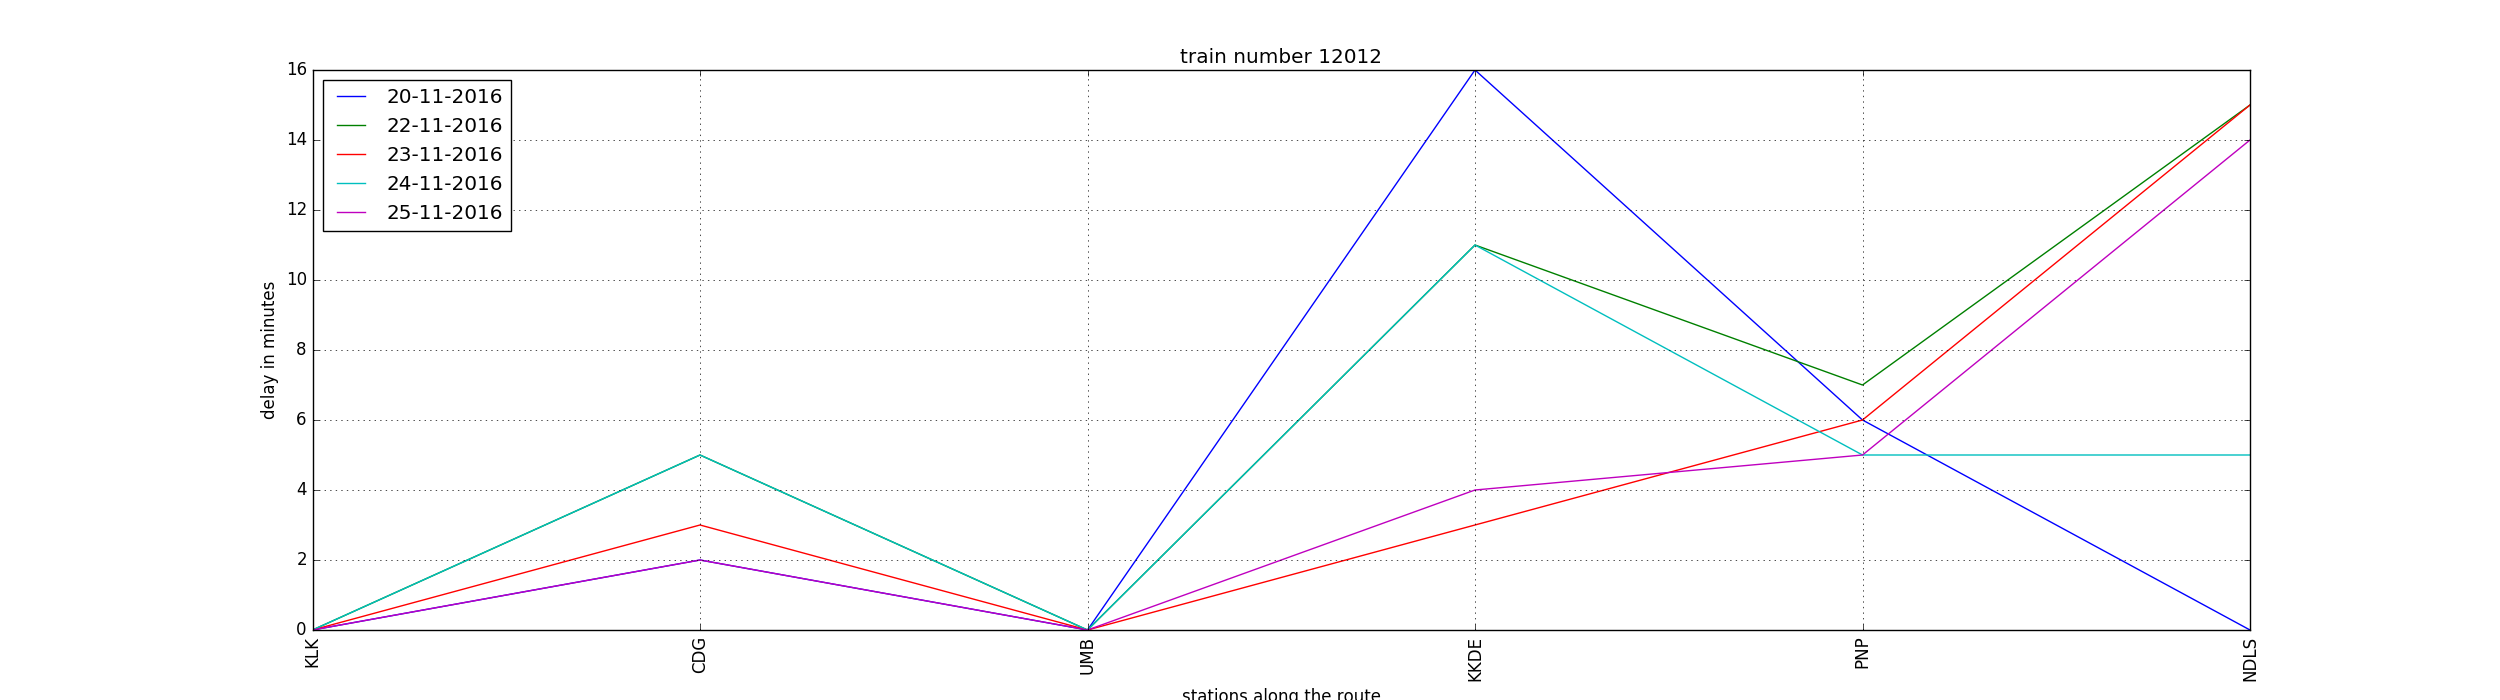 train number 12012
16
14
12
10
8
6
4
2
0
delay in minutes
20-11-2016
22-11-2016
23-11-2016
24-11-2016
25-11-2016
KLK
CDG
UMB
KKDE
PNP
NDLS
stations along the route